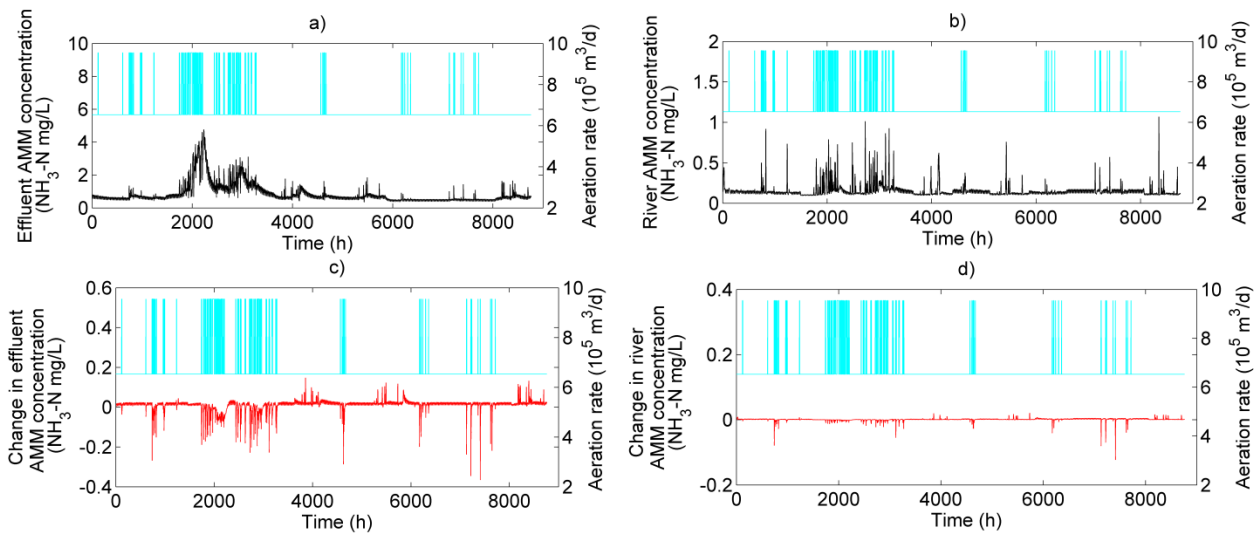 a)
Effluent AMM concentration
(NH3-N mg/L)
10
8
6
4
2
0
10
8
6
4
2
Aeration rate (10^5 m^3/d)
0 2000 4000 6000 8000
Time (h)
b)
River AMM concentration
(NH3-N mg/L)
2
1.5
1
0.5
0
10
8
6
4
2
Aeration rate (10^5 m^3/d)
0 2000 4000 6000 8000
Time (h)
c)
Change in effluent
AMM concentration
(NH3-N mg/L)
0.6
0.4
0.2
0
-0.2
-0.4
10
8
6
4
2
Aeration rate (10^5 m^3/d)
0 2000 4000 6000 8000
Time (h)
d)
Change in river
AMM concentration
(NH3-N mg/L)
0.4
0.2
0
-0.2
10
8
6
4
2
Aeration rate (10^5 m^3/d)
0 2000 4000 6000 8000
Time (h)